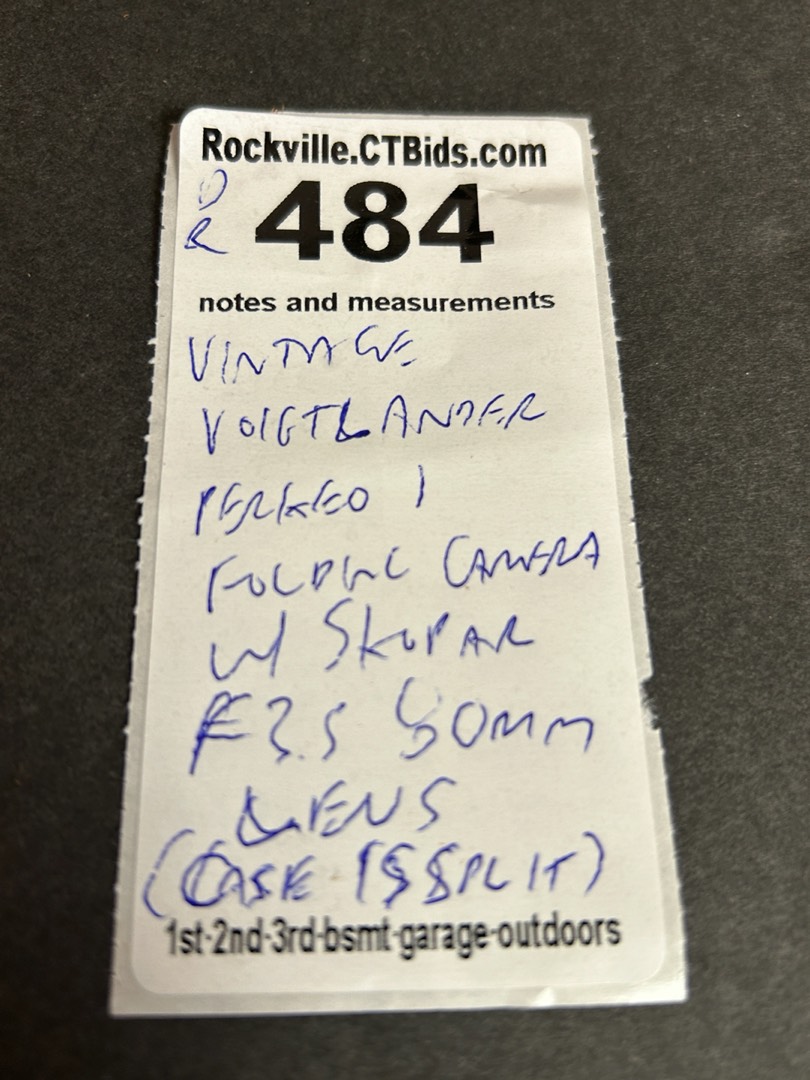 Rockville.CTBids.com
DR 484
notes and measurements
VINTAGE
VOIGTLANDER
PERKEO I
FOLDING CAMERA
W/ SKOPAR
F3.5 80MM
LENS
(CASE IS SPLIT)
1st-2nd-3rd-bsmt-garage-outdoors